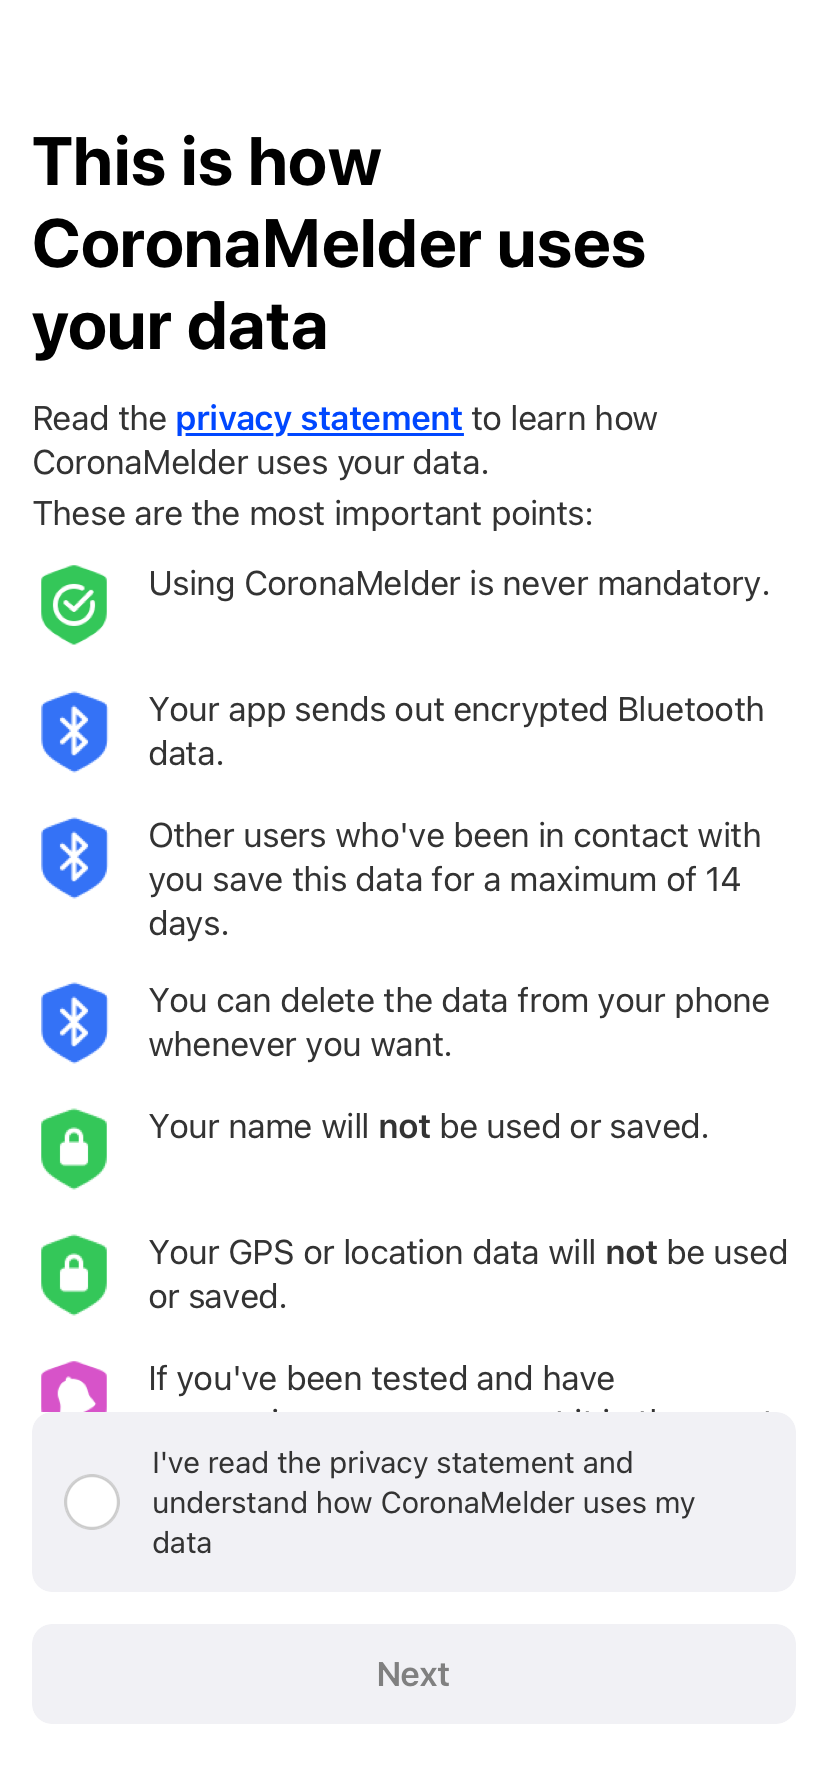 This is how
CoronaMelder uses
your data
Read the privacy statement to learn how
CoronaMelder uses your data.
These are the most important points:
Using CoronaMelder is never mandatory.
Your app sends out encrypted Bluetooth
data.
Other users who've been in contact with
you save this data for a maximum of 14
days.
You can delete the data from your phone
whenever you want.
Your name will not be used or saved.
Your GPS or location data will not be used
or saved.
If you've been tested and have
I've read the privacy statement and
understand how CoronaMelder uses my
data
Next